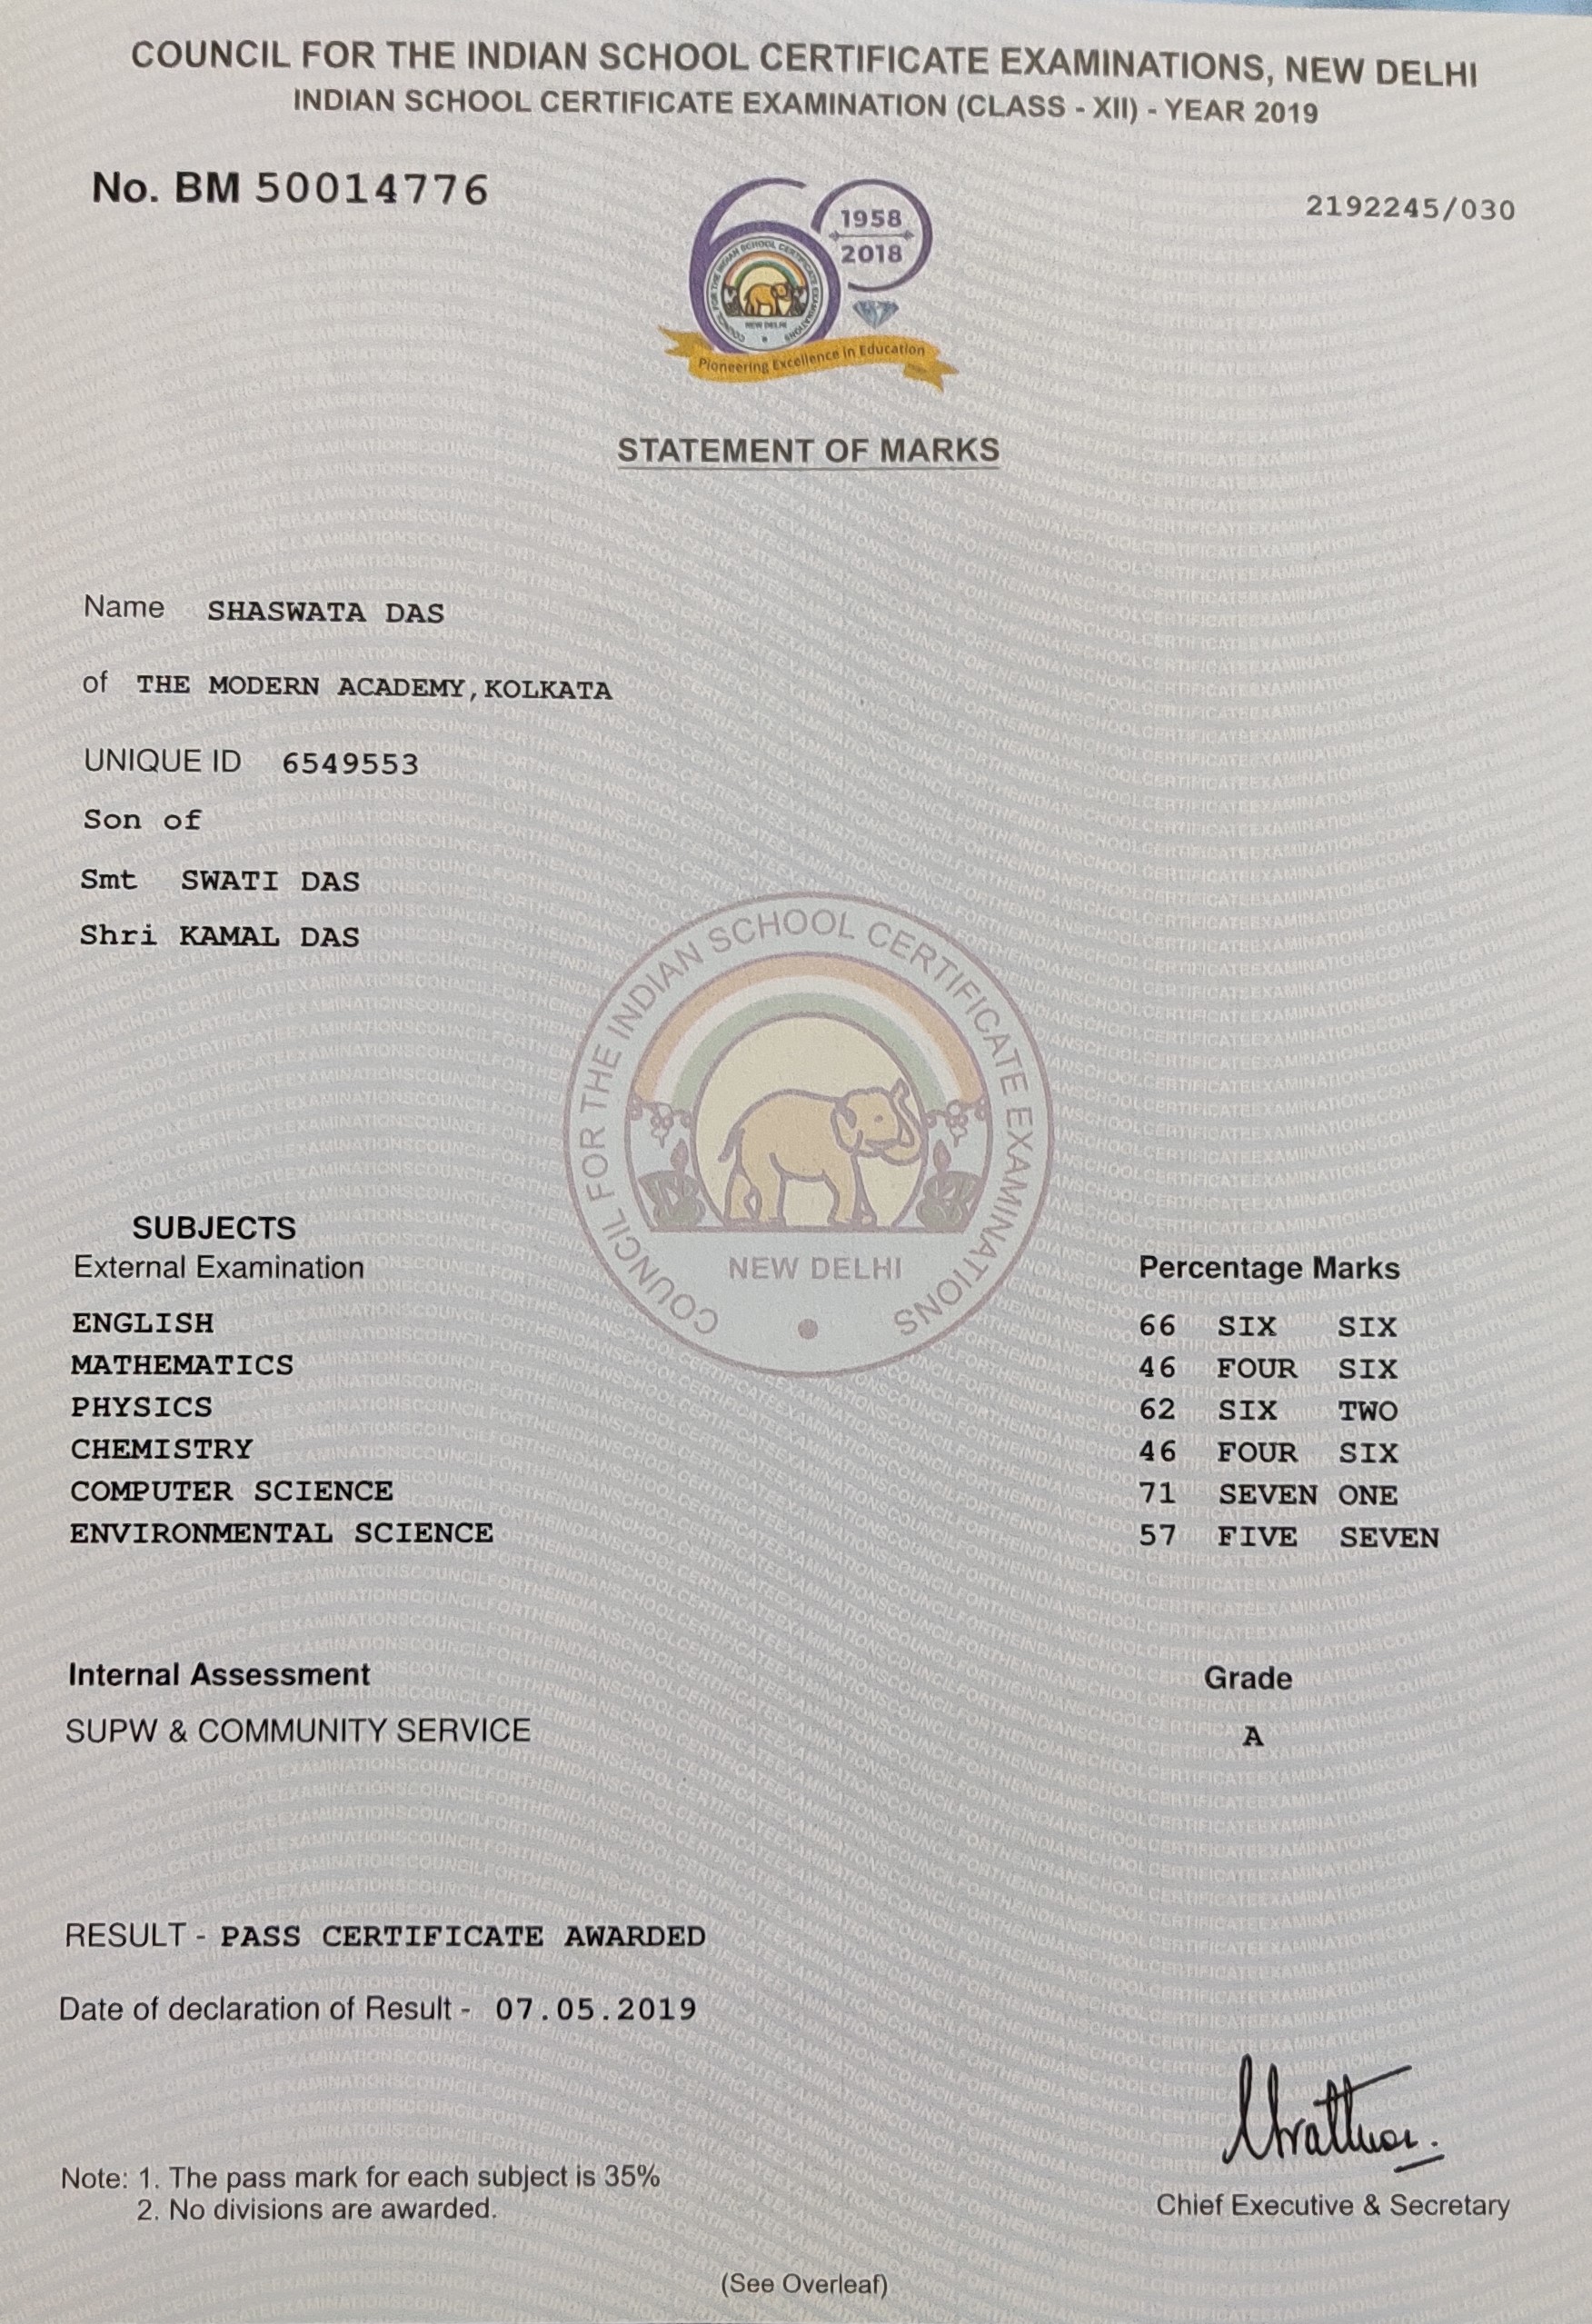 COUNCIL FOR THE INDIAN SCHOOL CERTIFICATE EXAMINATIONS, NEW DELHI
INDIAN SCHOOL CERTIFICATE EXAMINATION (CLASS - XII) - YEAR 2019
No. BM 50014776
2192245/030
1958
2018
COUNCIL FOR THE INDIAN SCHOOL CERTIFICATE EXAMINATIONS
NEW DELHI
Pioneering Excellence in Education
STATEMENT OF MARKS
Name SHASWATA DAS
of THE MODERN ACADEMY, KOLKATA
UNIQUE ID 6549553
Son of
Smt SWATI DAS
Shri KAMAL DAS
COUNCIL FOR THE INDIAN SCHOOL CERTIFICATE EXAMINATIONS
NEW DELHI
SUBJECTS
External Examination Percentage Marks
ENGLISH 66 SIX SIX
MATHEMATICS 46 FOUR SIX
PHYSICS 62 SIX TWO
CHEMISTRY 46 FOUR SIX
COMPUTER SCIENCE 71 SEVEN ONE
ENVIRONMENTAL SCIENCE 57 FIVE SEVEN
Internal Assessment Grade
SUPW & COMMUNITY SERVICE A
RESULT - PASS CERTIFICATE AWARDED
Date of declaration of Result - 07.05.2019
Note: 1. The pass mark for each subject is 35%
2. No divisions are awarded.
Chief Executive & Secretary
(See Overleaf)